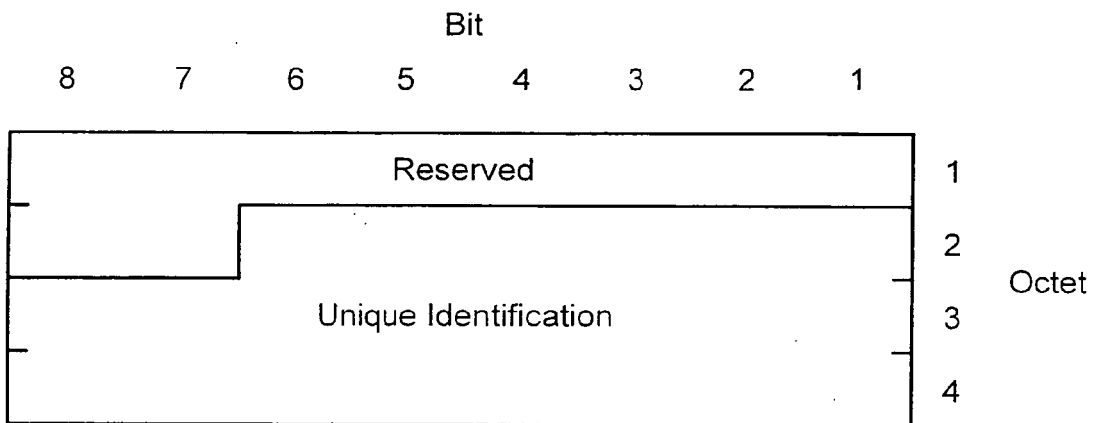 Bit
8 7 6 5 4 3 2 1
Reserved 1
2
Octet
Unique Identification 3
4